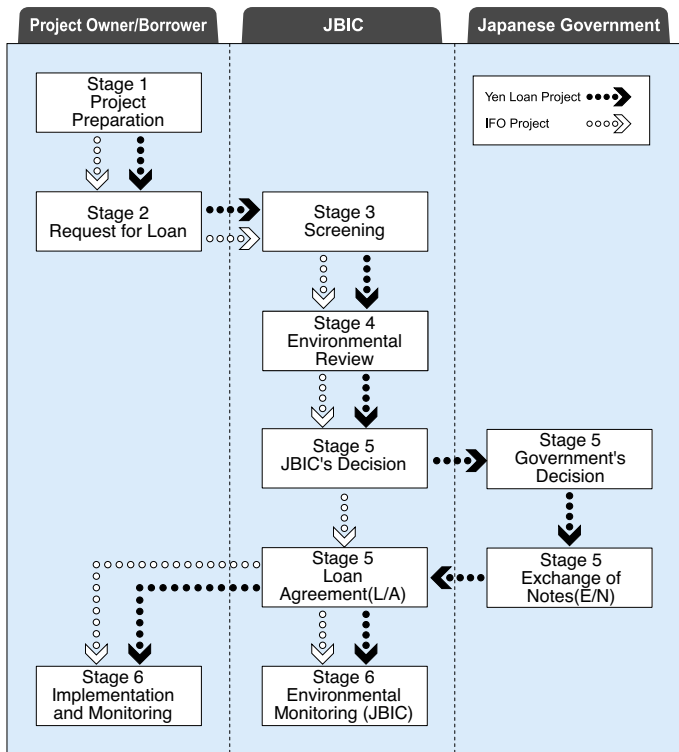 Project Owner/Borrower
JBIC
Japanese Government
Stage 1
Project
Preparation
Yen Loan Project
IFO Project
Stage 2
Request for Loan
Stage 3
Screening
Stage 4
Environmental
Review
Stage 5
JBIC's Decision
Stage 5
Government's
Decision
Stage 5
Loan
Agreement(L/A)
Stage 5
Exchange of
Notes(E/N)
Stage 6
Implementation
and Monitoring
Stage 6
Environmental
Monitoring (JBIC)